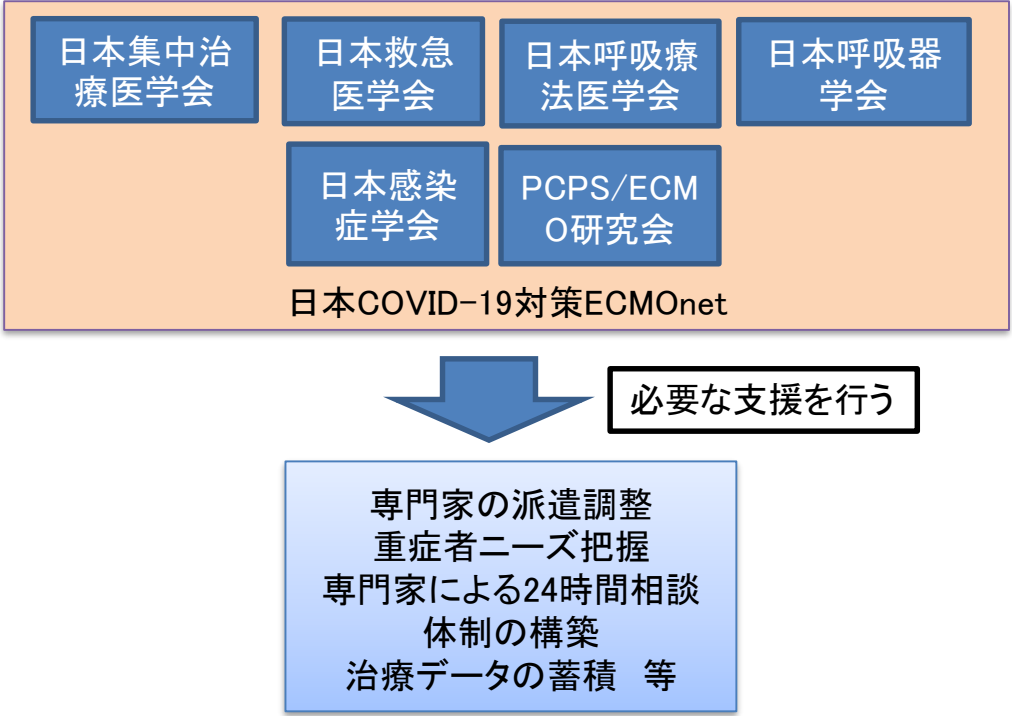 日本集中治
療医学会
日本救急
医学会
日本呼吸療
法医学会
日本呼吸器
学会
日本感染
症学会
PCPS/ECM
O研究会
日本COVID-19対策ECMOnet
必要な支援を行う
専門家の派遣調整
重症者ニーズ把握
専門家による24時間相談
体制の構築
治療データの蓄積　等